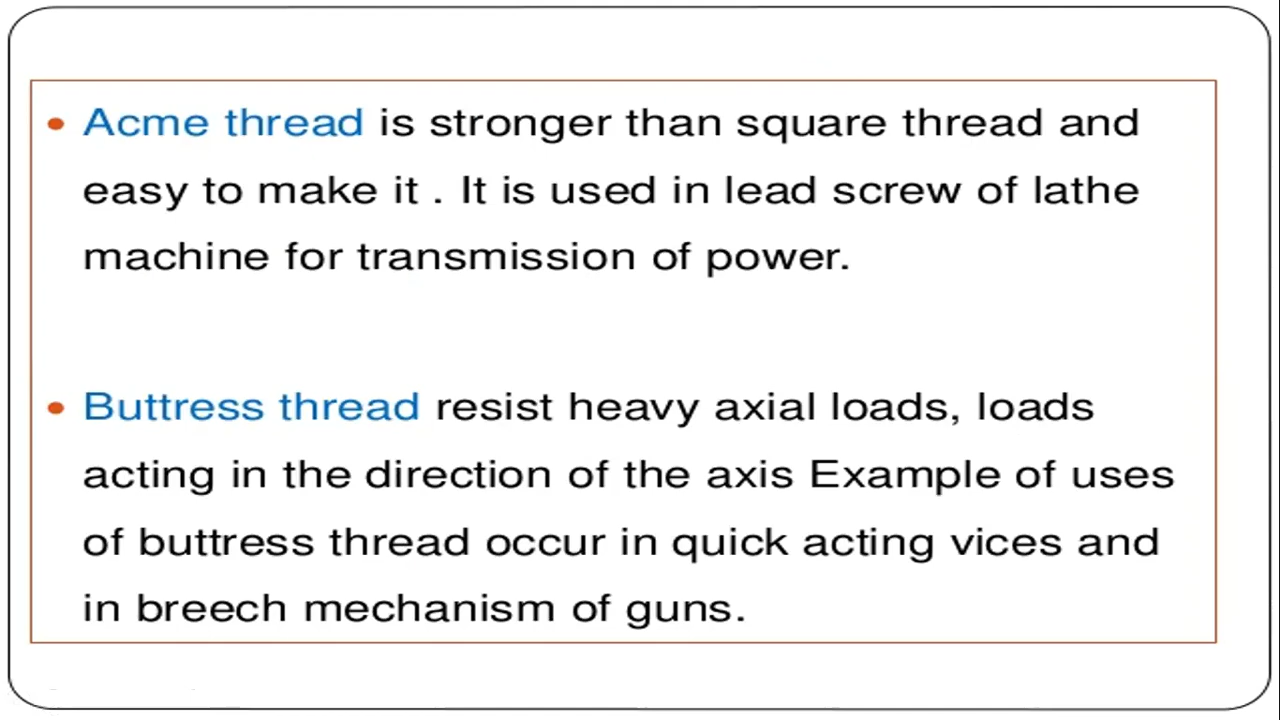 • Acme thread is stronger than square thread and
easy to make it . It is used in lead screw of lathe
machine for transmission of power.
• Buttress thread resist heavy axial loads, loads
acting in the direction of the axis Example of uses
of buttress thread occur in quick acting vices and
in breech mechanism of guns.